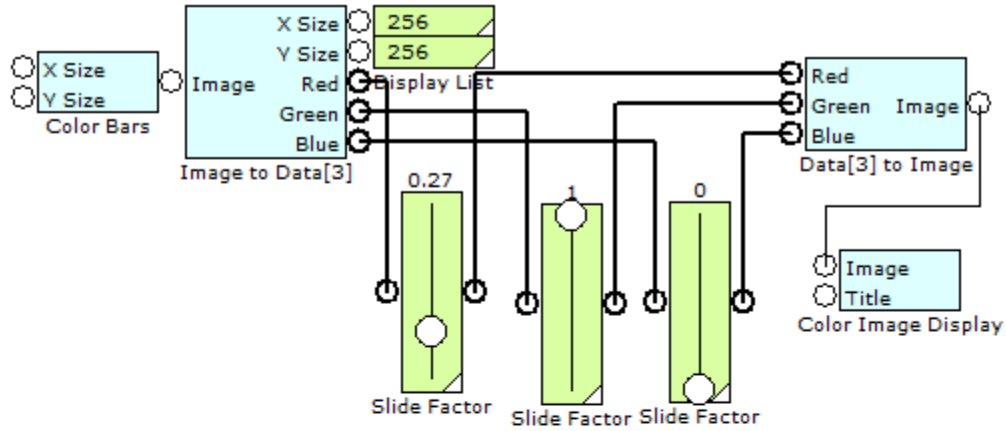 X Size
Y Size
Color Bars
Image
X Size
Y Size
Red
Green
Blue
Image to Data[3]
256
256
Display List
0.27
Slide Factor
1
Slide Factor
0
Slide Factor
Red
Green
Blue
Image
Data[3] to Image
Image
Title
Color Image Display